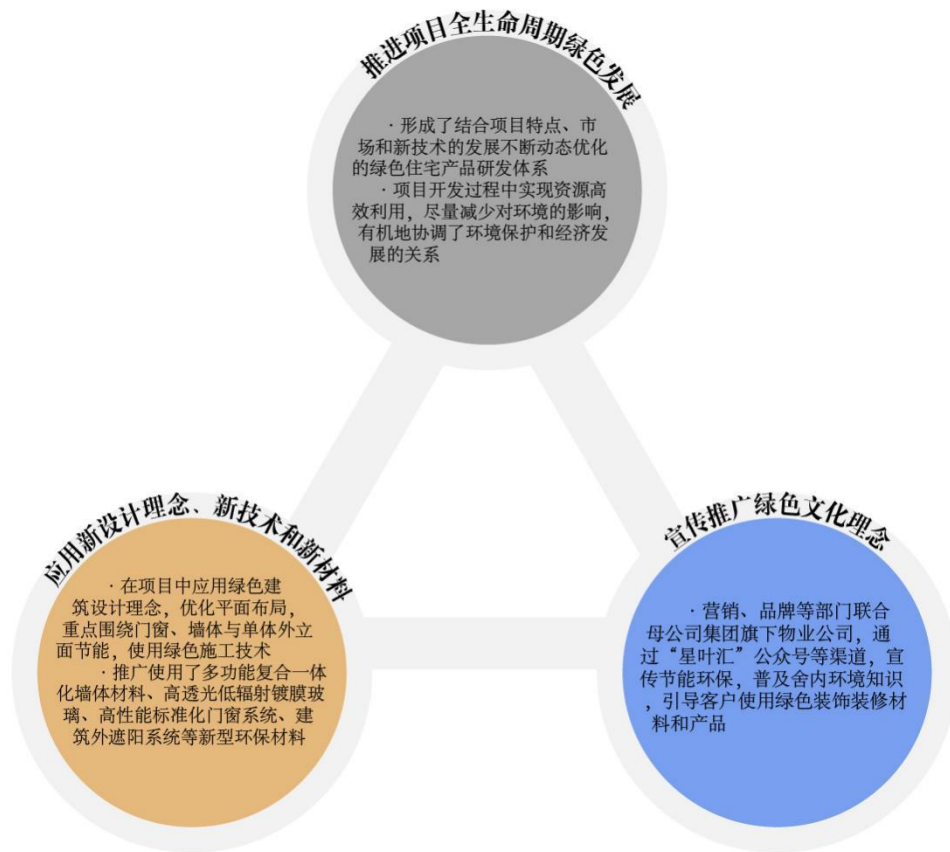 推进项目全生命周期绿色发展
· 形成了结合项目特点、市
场和新技术的发展不断动态优化
的绿色住宅产品研发体系
· 项目开发过程中实现资源高
效利用，尽量减少对环境的影响，
有机地协调了环境保护和经济发
展的关系
应用新设计理念、新技术和新材料
· 在项目中应用绿色建
筑设计理念，优化平面布局，
重点围绕门窗、墙体与单体外立
面节能，使用绿色施工技术
· 推广使用了多功能复合一体
化墙体材料、高透光低辐射镀膜玻
璃、高性能标准化门窗系统、建
筑外遮阳系统等新型环保材料
宣传推广绿色文化理念
· 营销、品牌等部门联合
母公司集团旗下物业公司，通
过“星叶汇”公众号等渠道，宣
传节能环保，普及舍内环境知识
，引导客户使用绿色装饰装修材
料和产品